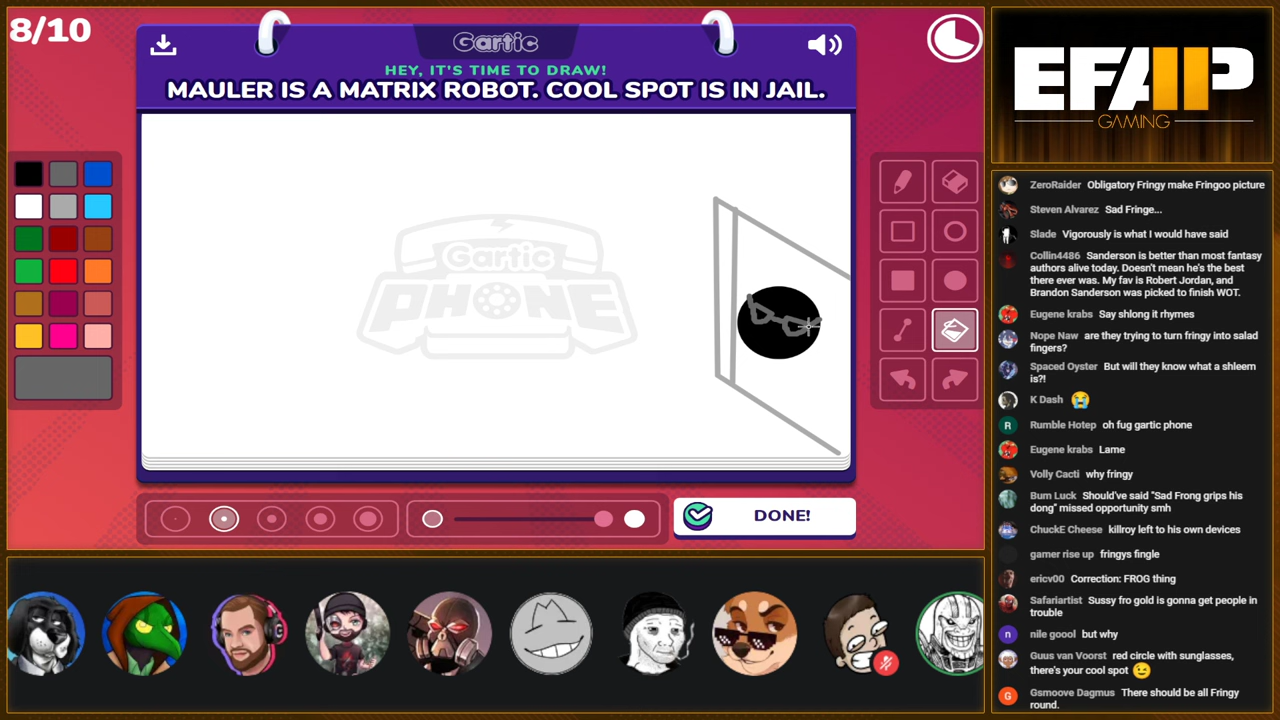 8/10
Gartic
HEY, IT'S TIME TO DRAW!
MAULER IS A MATRIX ROBOT. COOL SPOT IS IN JAIL.
Gartic
PHONE
DONE!
EFAP
GAMING
ZeroRaider Obligatory Fringy make Fringoo picture
Steven Alvarez Sad Fringe...
Slade Vigorously is what I would have said
Collin4486 Sanderson is better than most fantasy
authors alive today. Doesn't mean he's the best
there ever was. My fav is Robert Jordan, and
Brandon Sanderson was picked to finish WOT.
Eugene krabs Say shlong it rhymes
Nope Naw are they trying to turn fringy into salad
fingers?
Spaced Oyster But will they know what a shleem
is?!
K Dash 😭
R Rumble Hotep oh fug gartic phone
Eugene krabs Lame
Volly Cacti why fringy
Bum Luck Should've said "Sad Frong grips his
dong" missed opportunity smh
ChuckE Cheese killroy left to his own devices
gamer rise up fringys fingle
ericv00 Correction: FROG thing
Safariartist Sussy fro gold is gonna get people in
trouble
n nile goool but why
Guus van Voorst red circle with sunglasses,
there's your cool spot 😉
G Gsmoove Dagmus There should be all Fringy
round.